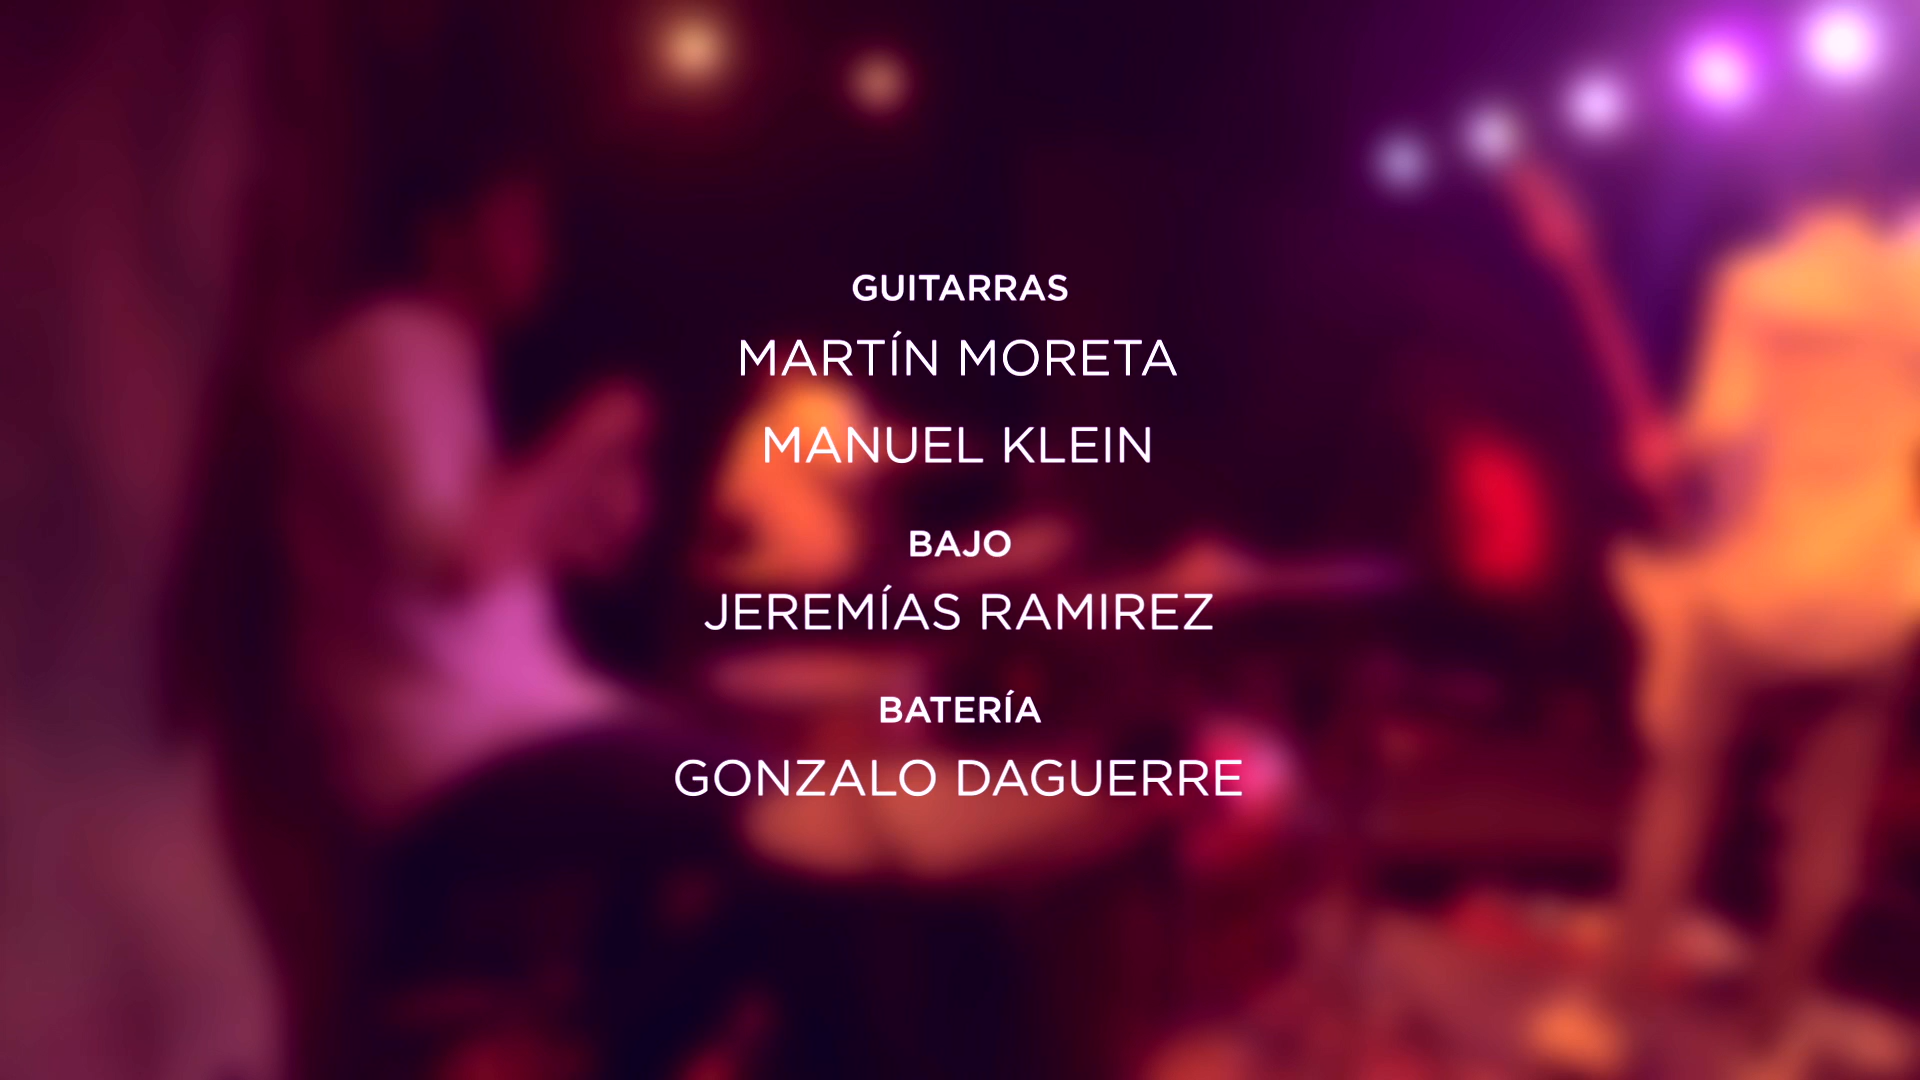 GUITARRAS
MARTÍN MORETA
MANUEL KLEIN
BAJO
JEREMÍAS RAMIREZ
BATERÍA
GONZALO DAGUERRE